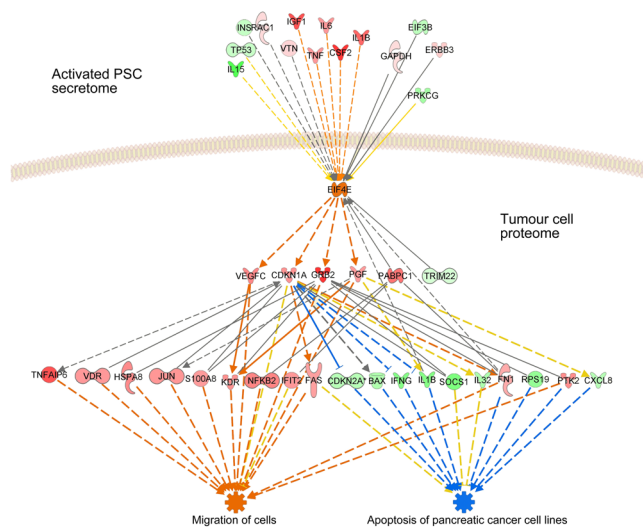 INSR
RAC1
IGF1
IL6
EIF3B
TP53
VTN
TNF
CSF2
IL1B
GAPDH
ERBB3
IL15
PRKCG
Activated PSC
secretome
EIF4E
Tumour cell
proteome
VEGFC
CDKN1A
GRB2
PGF
PABPC1
TRIM22
TNFAIP6
VDR
HSPA8
JUN
S100A8
KDR
NFKB2
IFIT2
FAS
CDKN2A*
BAX
IFNG
IL1B
SOCS1
IL32
FN1
RPS19
PTK2
CXCL8
Migration of cells
Apoptosis of pancreatic cancer cell lines